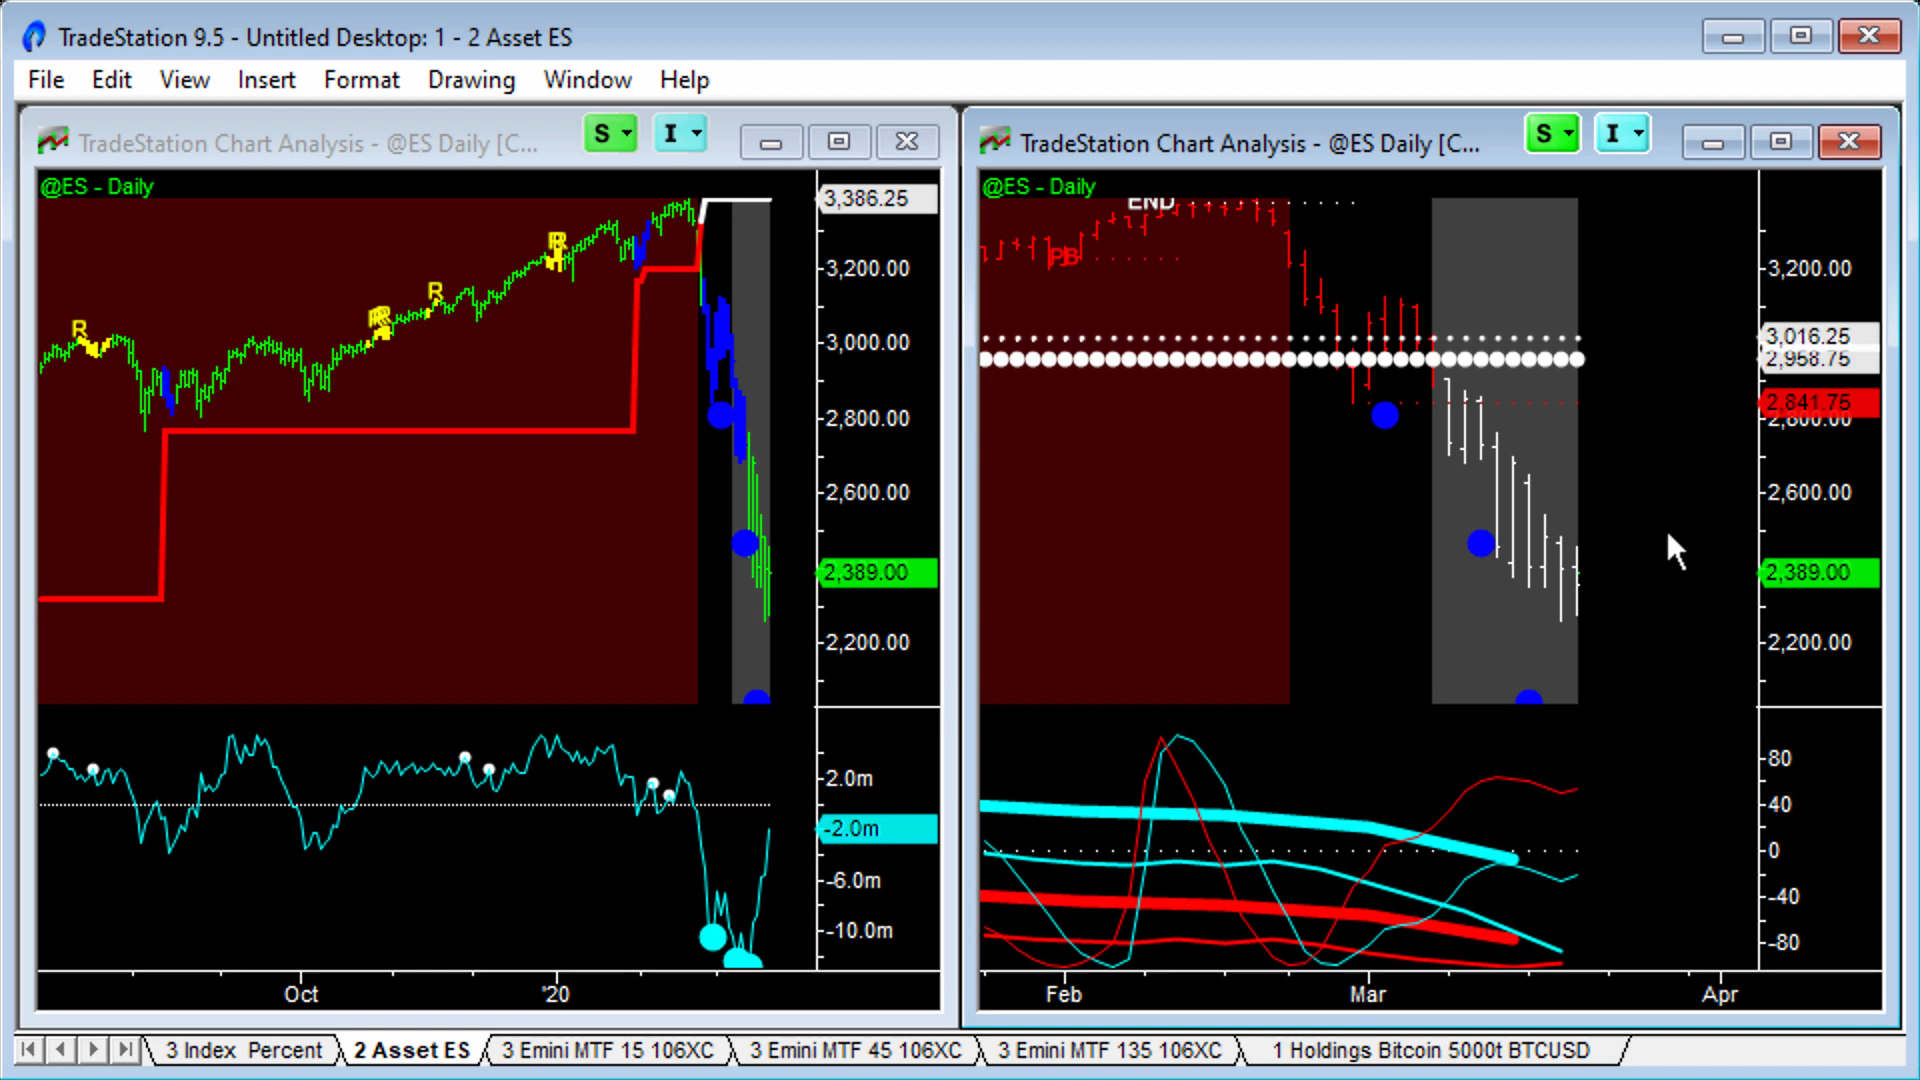 TradeStation 9.5 - Untitled Desktop: 1 - 2 Asset ES
File Edit View Insert Format Drawing Window Help
TradeStation Chart Analysis - @ES Daily [C...
S
I
@ES - Daily
R
R
R
3,386.25
3,200.00
3,000.00
2,800.00
2,600.00
2,389.00
2,200.00
2.0m
-2.0m
-6.0m
-10.0m
Oct
'20
TradeStation Chart Analysis - @ES Daily [C...
S
I
@ES - Daily
END
PB
3,200.00
3,016.25
2,958.75
2,841.75
2,800.00
2,600.00
2,389.00
2,200.00
80
40
0
-40
-80
Feb
Mar
Apr
3 Index Percent
2 Asset ES
3 Emini MTF 15 106XC
3 Emini MTF 45 106XC
3 Emini MTF 135 106XC
1 Holdings Bitcoin 5000t BTCUSD